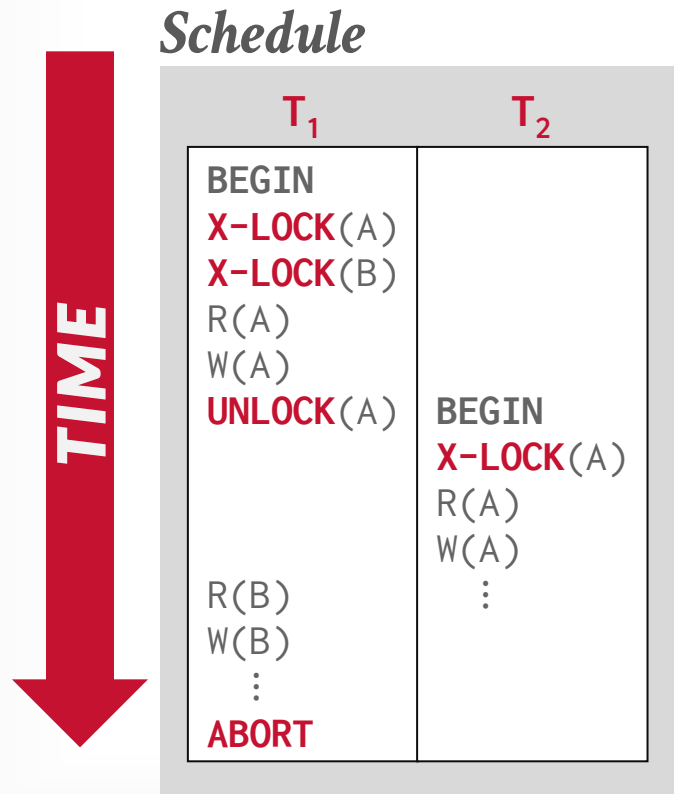 Schedule
TIME
T1 T2
BEGIN
X-LOCK(A)
X-LOCK(B)
R(A)
W(A)
UNLOCK(A) BEGIN
X-LOCK(A)
R(A)
W(A)
R(B) ⋮
W(B)
⋮
ABORT